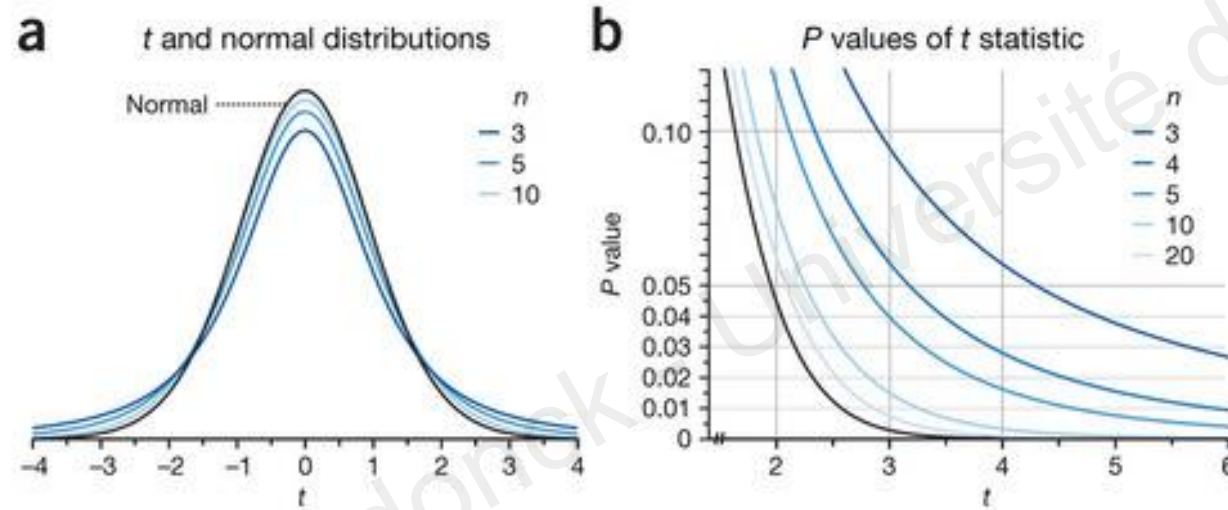 a t and normal distributions
Normal
n
3
5
10
–4 –3 –2 –1 0 1 2 3 4
t
b P values of t statistic
P value
0.10
0.05
0.04
0.03
0.02
0.01
0
n
3
4
5
10
20
2 3 4 5 6
t
Université d
donck